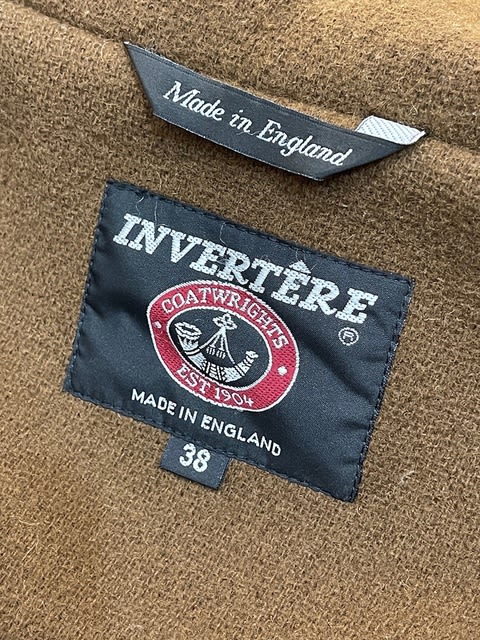 Made in England
INVERTÊRE
®
COATWRIGHTS
EST 1904
MADE IN ENGLAND
38